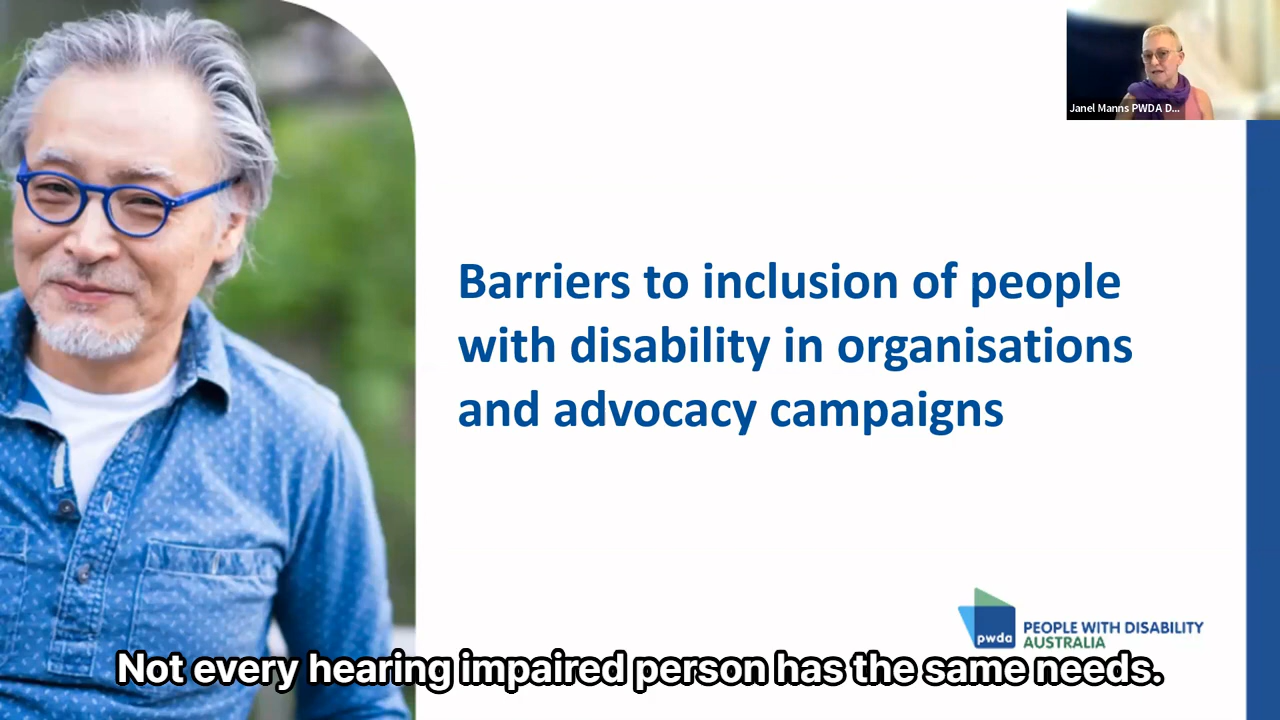 Janel Manns PWDA D...
Barriers to inclusion of people
with disability in organisations
and advocacy campaigns
pwda
PEOPLE WITH DISABILITY
AUSTRALIA
Not every hearing impaired person has the same needs.